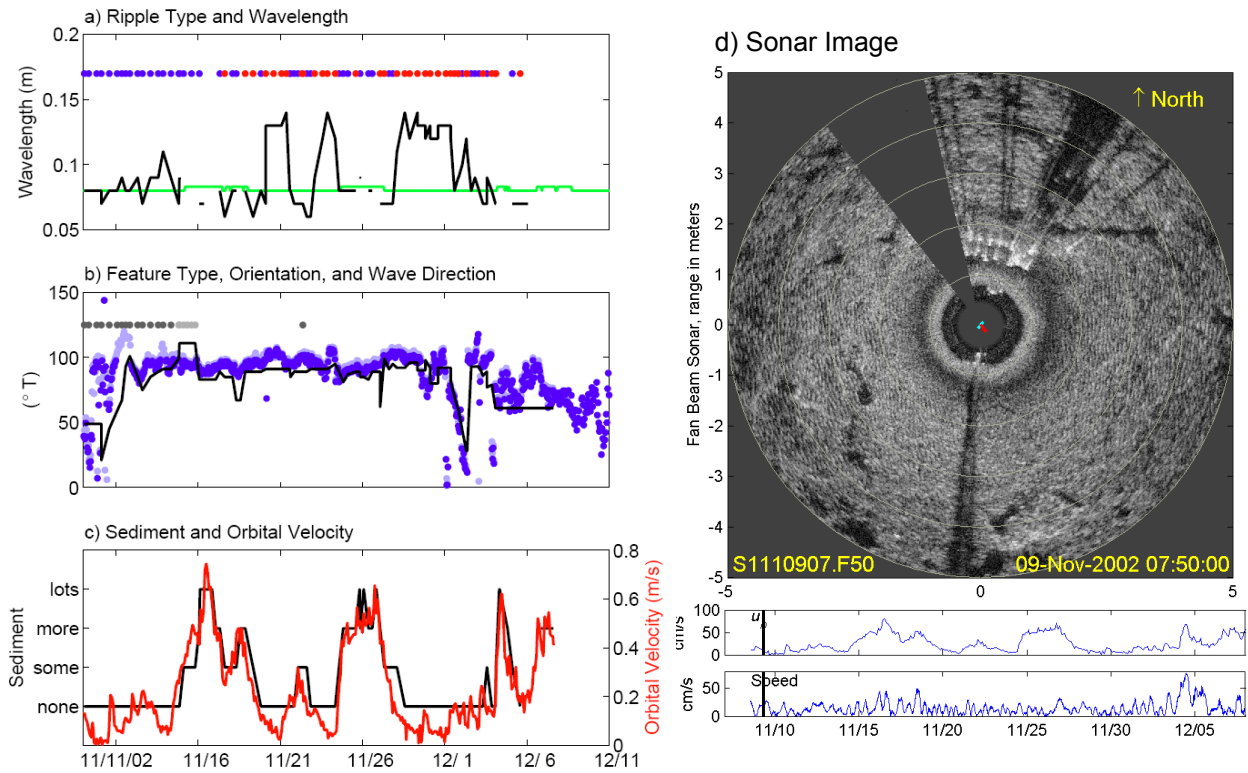 a) Ripple Type and Wavelength
0.2
0.15
0.1
0.05
Wavelength (m)
b) Feature Type, Orientation, and Wave Direction
150
100
50
0
(° T)
c) Sediment and Orbital Velocity
lots
more
some
none
Sediment
0.8
0.6
0.4
0.2
0
Orbital Velocity (m/s)
11/11/02 11/16 11/21 11/26 12/ 1 12/ 6 12/11
d) Sonar Image
↑ North
5
4
3
2
1
0
-1
-2
-3
-4
-5
Fan Beam Sonar, range in meters
S1110907.F50 09-Nov-2002 07:50:00
-5 0 5
100
50
0
cm/s
u
Speed
50
0
cm/s
11/10 11/15 11/20 11/25 11/30 12/05